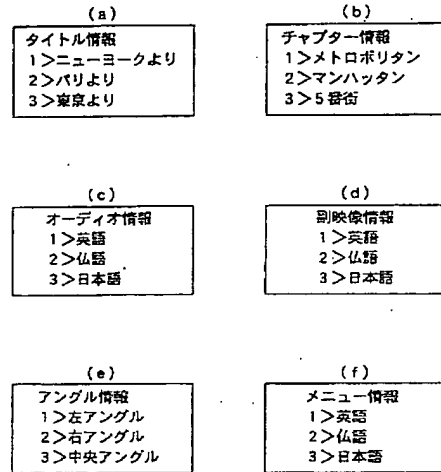 (a)
タイトル情報
1>ニューヨークより
2>パリより
3>東京より
(b)
チャプター情報
1>メトロポリタン
2>マンハッタン
3>5番街
(c)
オーディオ情報
1>英語
2>仏語
3>日本語
(d)
副映像情報
1>英語
2>仏語
3>日本語
(e)
アングル情報
1>左アングル
2>右アングル
3>中央アングル
(f)
メニュー情報
1>英語
2>仏語
3>日本語